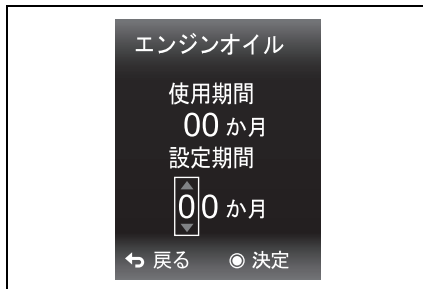 エンジンオイル
使用期間
00 か月
設定期間
00 か月
戻る 決定